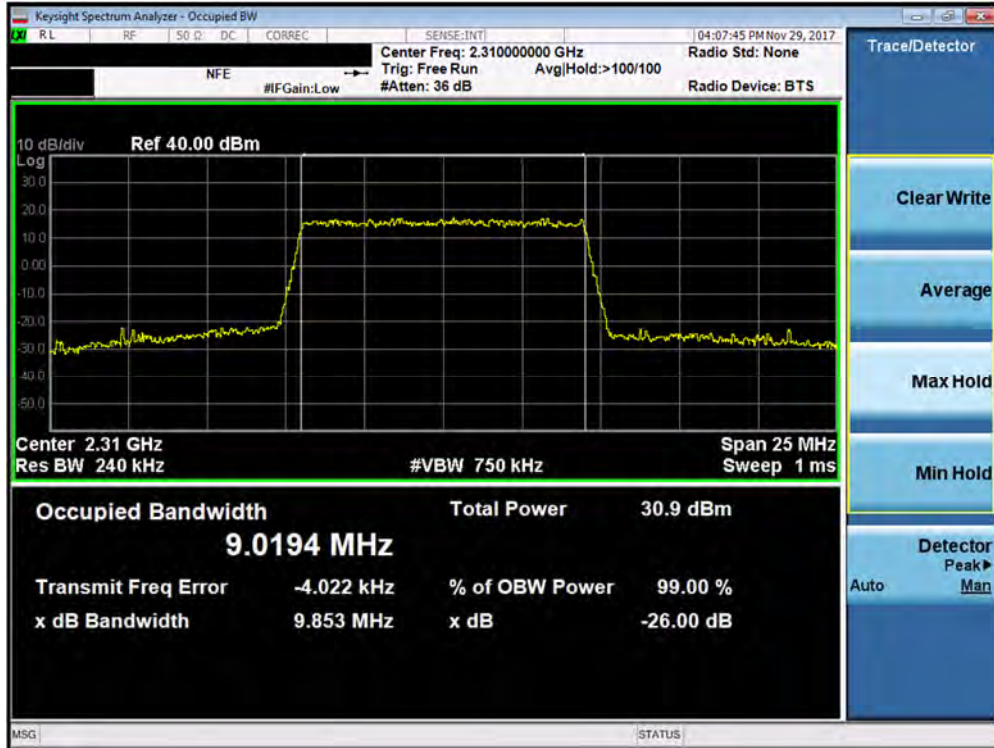 Keysight Spectrum Analyzer - Occupied BW
LXI RL RF 50 Ω DC CORREC SENSE:INT 04:07:45 PM Nov 29, 2017
Center Freq: 2.310000000 GHz Radio Std: None
NFE Trig: Free Run Avg|Hold:>100/100
#IFGain:Low #Atten: 36 dB Radio Device: BTS
10 dB/div Ref 40.00 dBm
Log
30.0
20.0
10.0
0.00
-10.0
-20.0
-30.0
-40.0
-50.0
Center 2.31 GHz Span 25 MHz
Res BW 240 kHz #VBW 750 kHz Sweep 1 ms
Occupied Bandwidth Total Power 30.9 dBm
9.0194 MHz
Transmit Freq Error -4.022 kHz % of OBW Power 99.00 %
x dB Bandwidth 9.853 MHz x dB -26.00 dB
MSG STATUS
Trace/Detector
Clear Write
Average
Max Hold
Min Hold
Detector
Peak▶
Auto Man